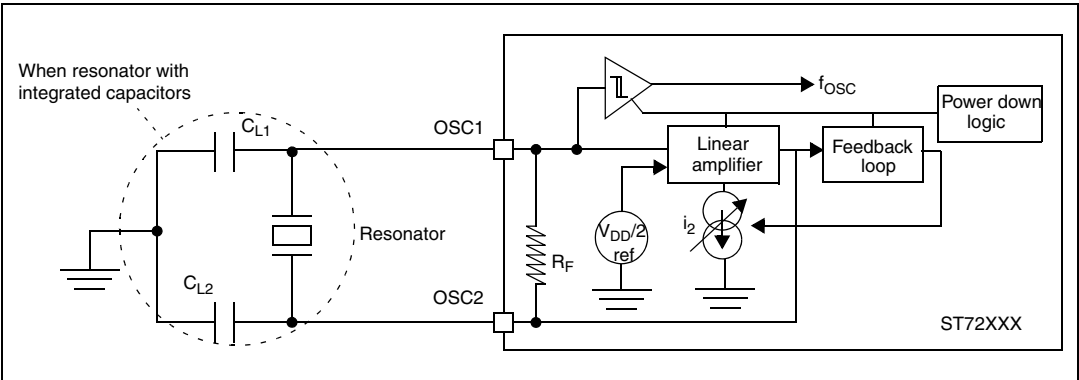 When resonator with
integrated capacitors
CL1
OSC1
fOSC
Power down
logic
Linear
amplifier
Feedback
loop
Resonator
RF
VDD/2
ref
i2
CL2
OSC2
ST72XXX